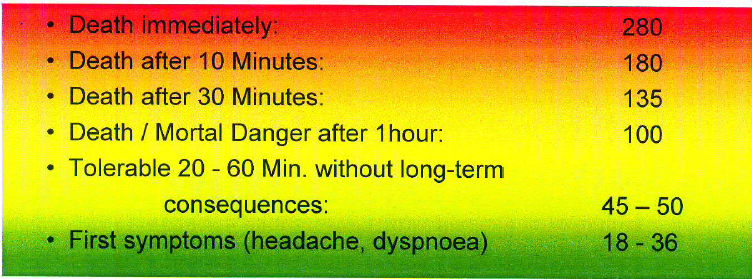 • Death immediately: 280
• Death after 10 Minutes: 180
• Death after 30 Minutes: 135
• Death / Mortal Danger after 1hour: 100
• Tolerable 20 - 60 Min. without long-term
consequences: 45 – 50
• First symptoms (headache, dyspnoea) 18 - 36